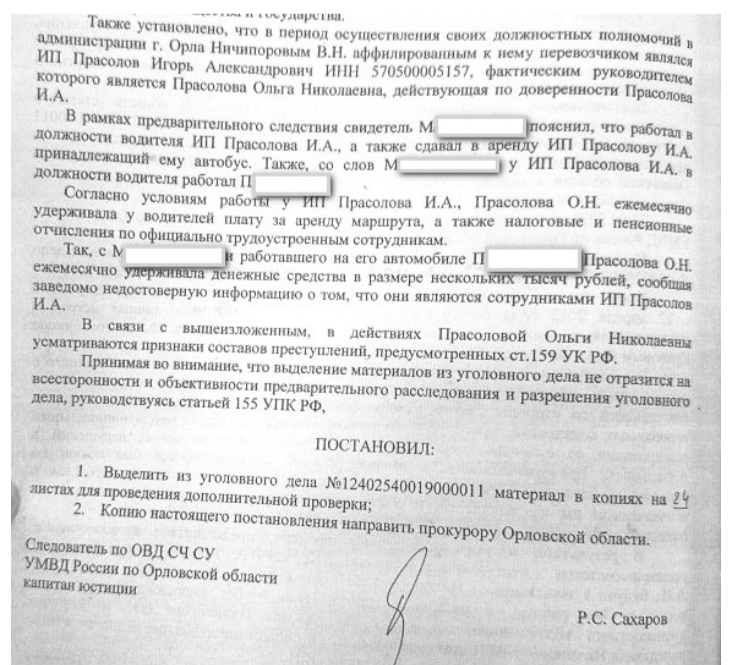 государства.
Также установлено, что в период осуществления своих должностных полномочий в
администрации г. Орла Ничипоровым В.Н. аффилированным к нему перевозчиком являлся
ИП Прасолов Игорь Александрович ИНН 570500005157, фактическим руководителем
которого является Прасолова Ольга Николаевна, действующая по доверенности Прасолова
И.А.
В рамках предварительного следствия свидетель М пояснил, что работал в
должности водителя ИП Прасолова И.А., а также сдавал в аренду ИП Прасолову И.А.
принадлежащий ему автобус. Также, со слов М у ИП Прасолова И.А. в
должности водителя работал П
Согласно условиям работы у ИП Прасолова И.А., Прасолова О.Н. ежемесячно
удерживала у водителей плату за аренду маршрута, а также налоговые и пенсионные
отчисления по официально трудоустроенным сотрудникам.
Так, с М и работавшего на его автомобиле П Прасолова О.Н.
ежемесячно удерживала денежные средства в размере нескольких тысяч рублей, сообщая
заведомо недостоверную информацию о том, что они являются сотрудниками ИП Прасолов
И.А.
В связи с вышеизложенным, в действиях Прасоловой Ольги Николаевны
усматриваются признаки составов преступлений, предусмотренных ст.159 УК РФ.
Принимая во внимание, что выделение материалов из уголовного дела не отразится на
всесторонности и объективности предварительного расследования и разрешения уголовного
дела, руководствуясь статьей 155 УПК РФ,
ПОСТАНОВИЛ:
1. Выделить из уголовного дела №12402540019000011 материал в копиях на 24
листах для проведения дополнительной проверки;
2. Копию настоящего постановления направить прокурору Орловской области.
Следователь по ОВД СЧ СУ
УМВД России по Орловской области
капитан юстиции
Р.С. Сахаров